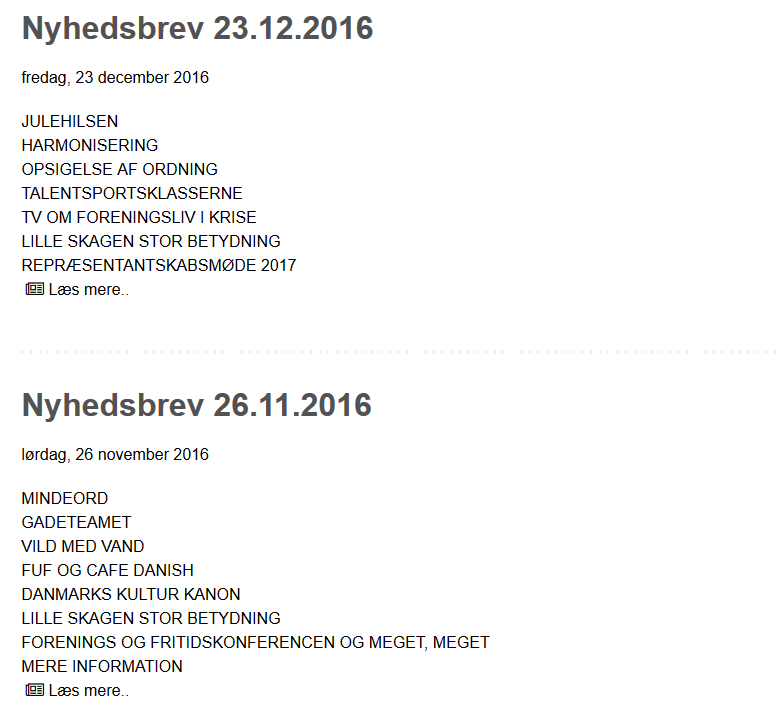 Nyhedsbrev 23.12.2016
fredag, 23 december 2016
JULEHILSEN
HARMONISERING
OPSIGELSE AF ORDNING
TALENTSPORTSKLASSERNE
TV OM FORENINGSLIV I KRISE
LILLE SKAGEN STOR BETYDNING
REPRÆSENTANTSKABSMØDE 2017
Læs mere..
Nyhedsbrev 26.11.2016
lørdag, 26 november 2016
MINDEORD
GADETEAMET
VILD MED VAND
FUF OG CAFE DANISH
DANMARKS KULTUR KANON
LILLE SKAGEN STOR BETYDNING
FORENINGS OG FRITIDSKONFERENCEN OG MEGET, MEGET
MERE INFORMATION
Læs mere..